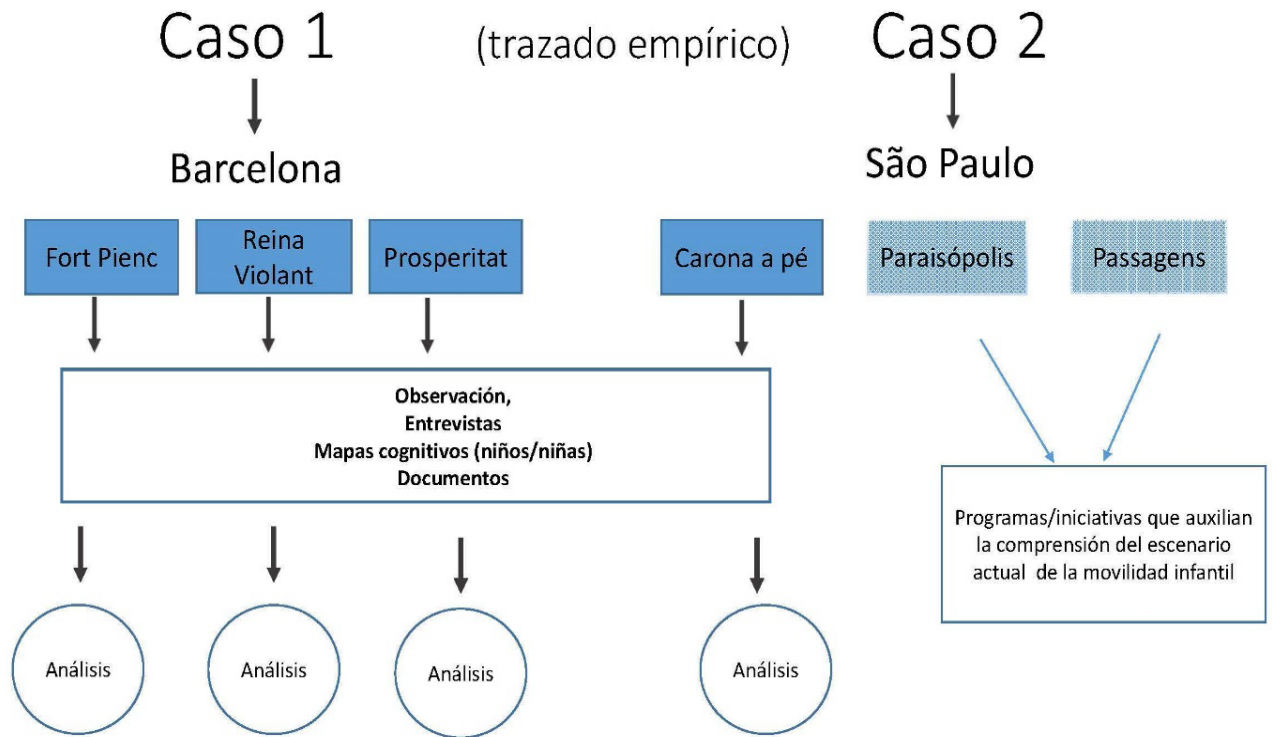 Caso 1
(trazado empírico)
Caso 2
Barcelona
São Paulo
Fort Pienc
Reina
Violant
Prosperitat
Carona a pé
Paraisópolis
Passagens
Observación,
Entrevistas
Mapas cognitivos (niños/niñas)
Documentos
Programas/iniciativas que auxilian
la comprensión del escenario
actual de la movilidad infantil
Análisis
Análisis
Análisis
Análisis